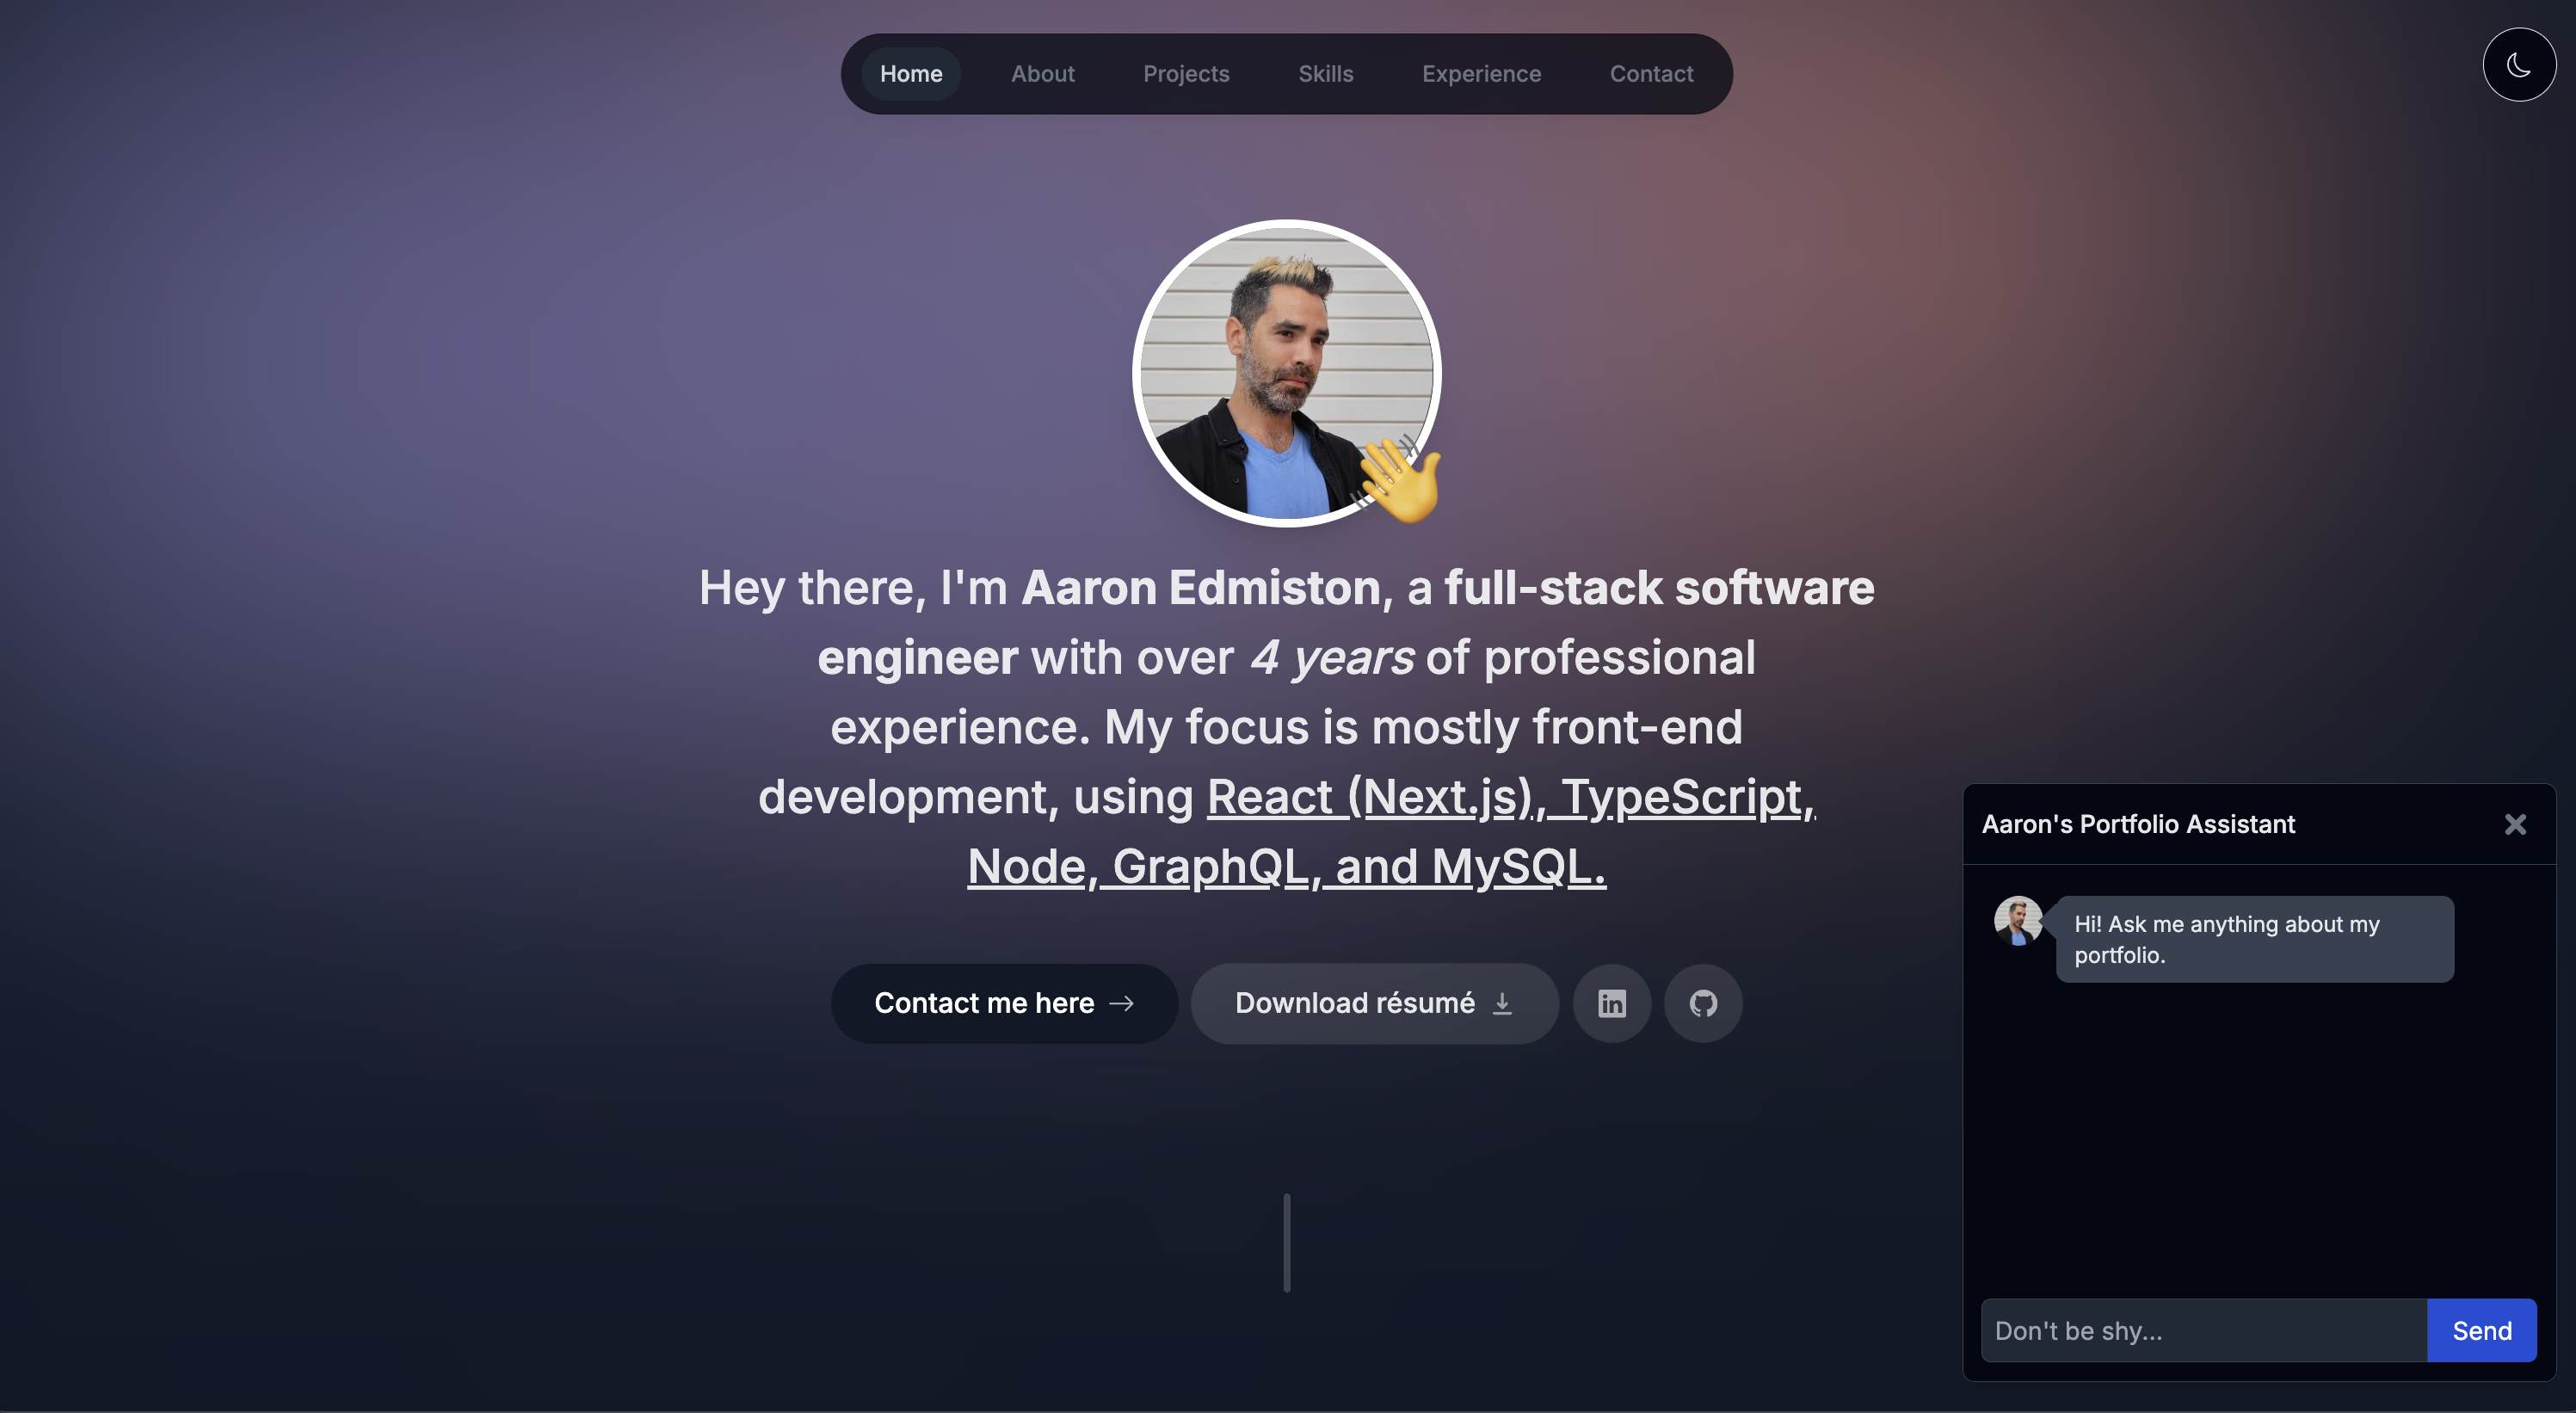 Home About Projects Skills Experience Contact
Hey there, I'm Aaron Edmiston, a full-stack software
engineer with over 4 years of professional
experience. My focus is mostly front-end
development, using React (Next.js), TypeScript,
Node, GraphQL, and MySQL.
Contact me here → Download résumé in
Aaron's Portfolio Assistant
Hi! Ask me anything about my
portfolio.
Don't be shy...
Send